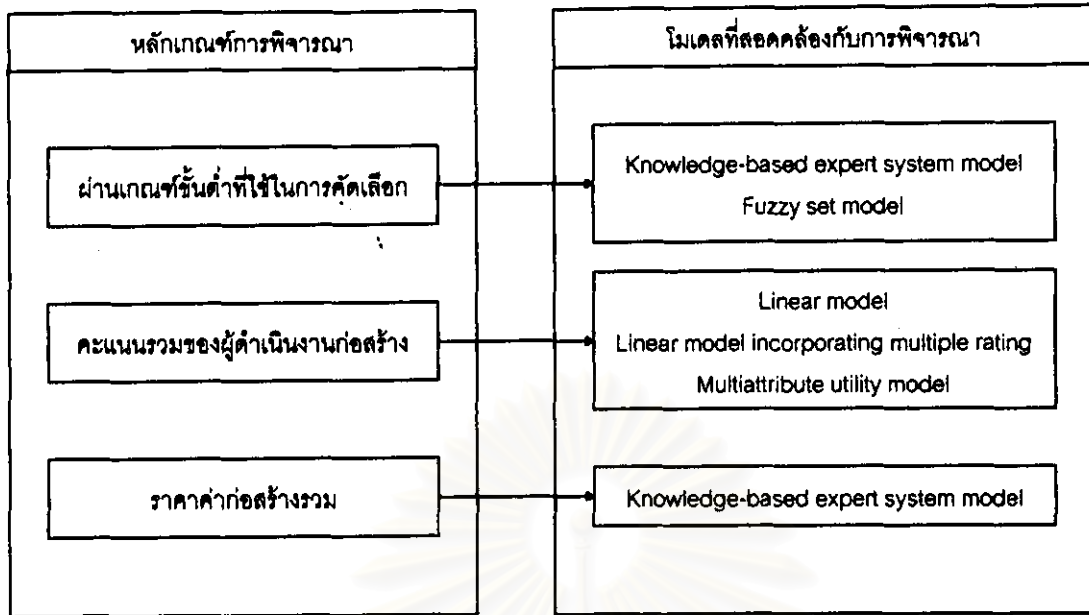 หลักเกณฑ์การพิจารณา
โมเดลที่สอดคล้องกับการพิจารณา
ผ่านเกณฑ์ขั้นต่ำที่ใช้ในการคัดเลือก
Knowledge-based expert system model
Fuzzy set model
คะแนนรวมของผู้ดำเนินงานก่อสร้าง
Linear model
Linear model incorporating multiple rating
Multiattribute utility model
ราคาค่าก่อสร้างรวม
Knowledge-based expert system model